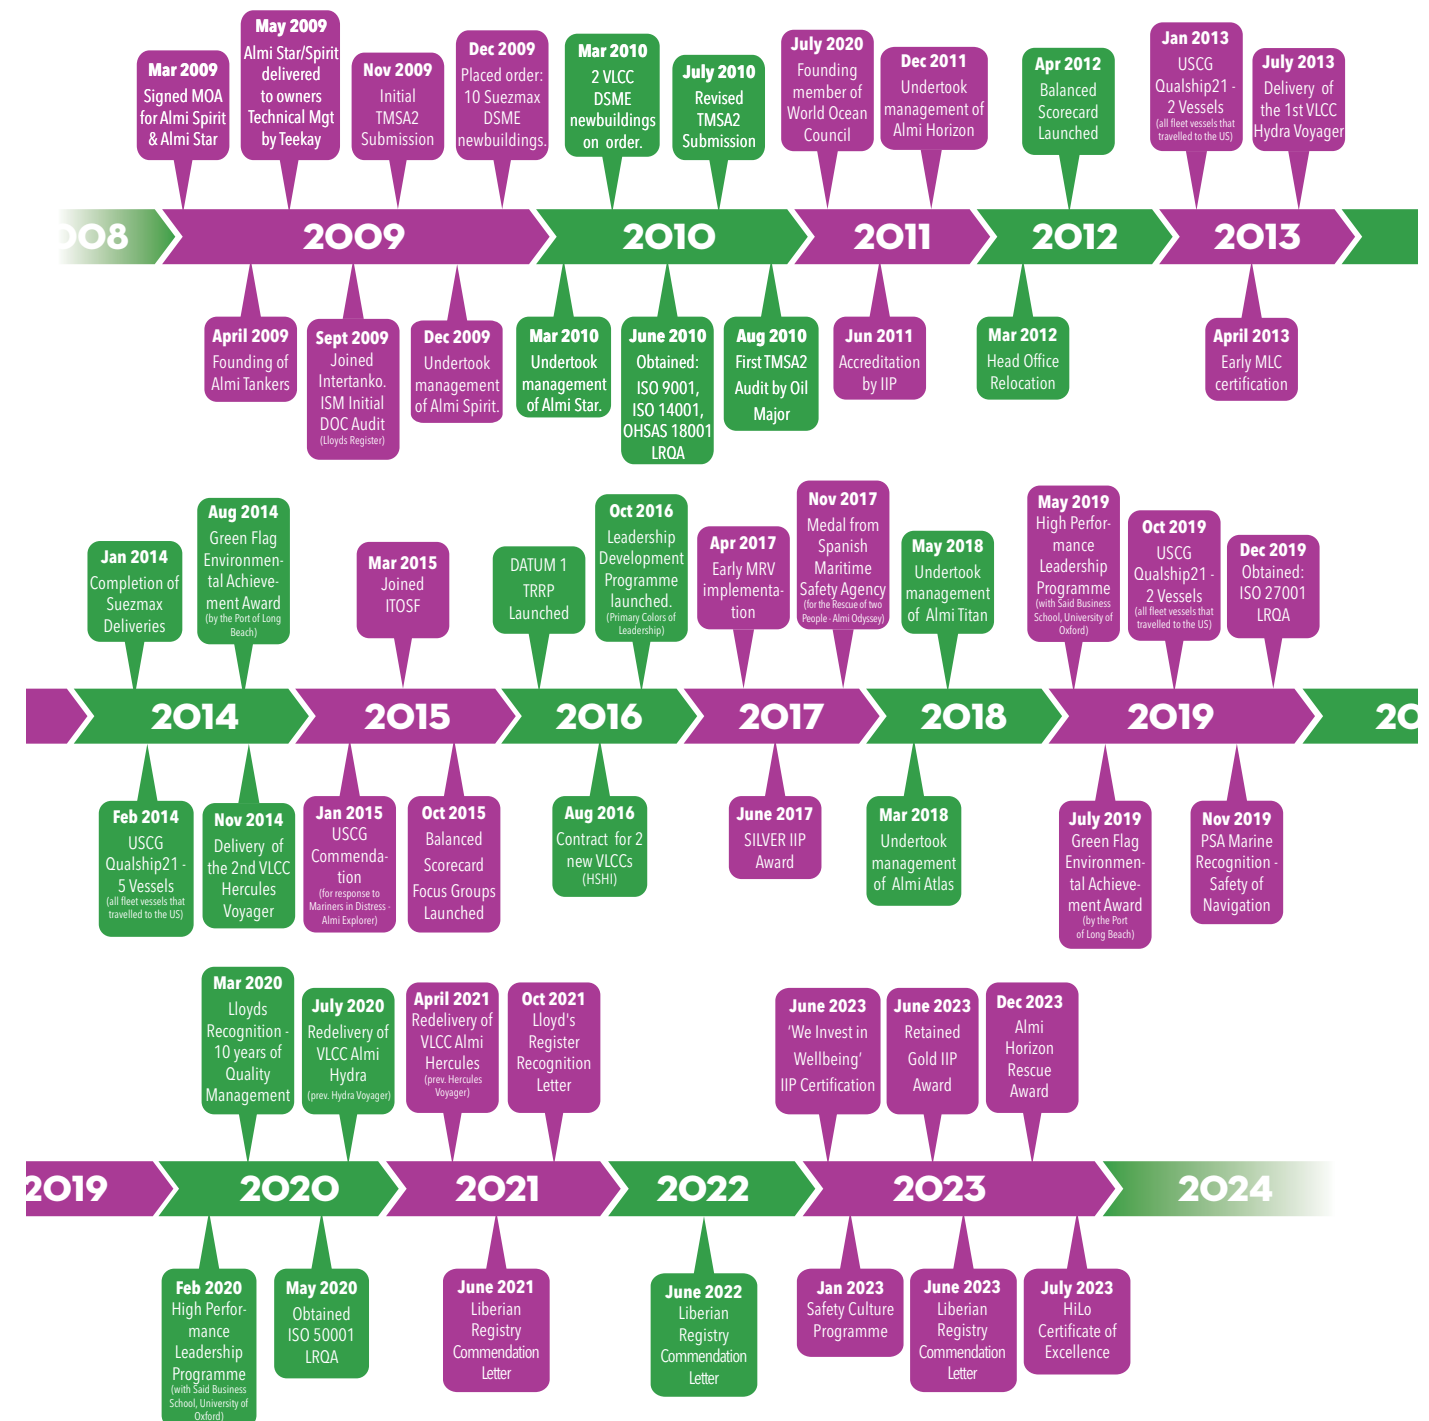 Mar 2009
Signed MOA
for Almi Spirit
& Almi Star
May 2009
Almi Star/Spirit
delivered
to owners
Technical Mgt
by Teekay
Nov 2009
Initial
TMSA2
Submission
Dec 2009
Placed order:
10 Suezmax
DSME
newbuildings.
Mar 2010
2 VLCC
DSME
newbuildings
on order.
July 2010
Revised
TMSA2
Submission
July 2020
Founding
member of
World Ocean
Council
Dec 2011
Undertook
management of
Almi Horizon
Apr 2012
Balanced
Scorecard
Launched
Jan 2013
USCG
Qualship21 -
2 Vessels
(all fleet vessels that
travelled to the US)
July 2013
Delivery of
the 1st VLCC
Hydra Voyager
008
2009
2010
2011
2012
2013
April 2009
Founding of
Almi Tankers
Sept 2009
Joined
Intertanko.
ISM Initial
DOC Audit
(Lloyds Register)
Dec 2009
Undertook
management
of Almi Spirit.
Mar 2010
Undertook
management
of Almi Star.
June 2010
Obtained:
ISO 9001,
ISO 14001,
OHSAS 18001
LRQA
Aug 2010
First TMSA2
Audit by Oil
Major
Jun 2011
Accreditation
by IIP
Mar 2012
Head Office
Relocation
April 2013
Early MLC
certification
Jan 2014
Completion of
Suezmax
Deliveries
Aug 2014
Green Flag
Environmen-
tal Achieve-
ment Award
(by the Port of Long
Beach)
Mar 2015
Joined
ITOSF
DATUM 1
TRRP
Launched
Oct 2016
Leadership
Development
Programme
launched.
(Primary Colors of
Leadership)
Apr 2017
Early MRV
implementa-
tion
Nov 2017
Medal from
Spanish
Maritime
Safety Agency
(for the Rescue of two
People - Almi Odyssey)
May 2018
Undertook
management
of Almi Titan
May 2019
High Perfor-
mance
Leadership
Programme
(with Said Business
School, University of
Oxford)
Oct 2019
USCG
Qualship21 -
2 Vessels
(all fleet vessels that
travelled to the US)
Dec 2019
Obtained:
ISO 27001
LRQA
2014
2015
2016
2017
2018
2019
20
Feb 2014
USCG
Qualship21 -
5 Vessels
(all fleet vessels that
travelled to the US)
Nov 2014
Delivery of
the 2nd VLCC
Hercules
Voyager
Jan 2015
USCG
Commenda-
tion
(for response to
Mariners in Distress -
Almi Explorer)
Oct 2015
Balanced
Scorecard
Focus Groups
Launched
Aug 2016
Contract for 2
new VLCCs
(HSHI)
June 2017
SILVER IIP
Award
Mar 2018
Undertook
management
of Almi Atlas
July 2019
Green Flag
Environmen-
tal Achieve-
ment Award
(by the Port
of Long Beach)
Nov 2019
PSA Marine
Recognition -
Safety of
Navigation
Mar 2020
Lloyds
Recognition -
10 years of
Quality
Management
July 2020
Redelivery of
VLCC Almi
Hydra
(prev. Hydra Voyager)
April 2021
Redelivery of
VLCC Almi
Hercules
(prev. Hercules
Voyager)
Oct 2021
Lloyd's
Register
Recognition
Letter
June 2023
‘We Invest in
Wellbeing’
IIP Certification
June 2023
Retained
Gold IIP
Award
Dec 2023
Almi
Horizon
Rescue
Award
2019
2020
2021
2022
2023
2024
Feb 2020
High Perfor-
mance
Leadership
Programme
(with Said Business
School, University of
Oxford)
May 2020
Obtained
ISO 50001
LRQA
June 2021
Liberian
Registry
Commendation
Letter
June 2022
Liberian
Registry
Commendation
Letter
Jan 2023
Safety Culture
Programme
June 2023
Liberian
Registry
Commendation
Letter
July 2023
HiLo
Certificate of
Excellence